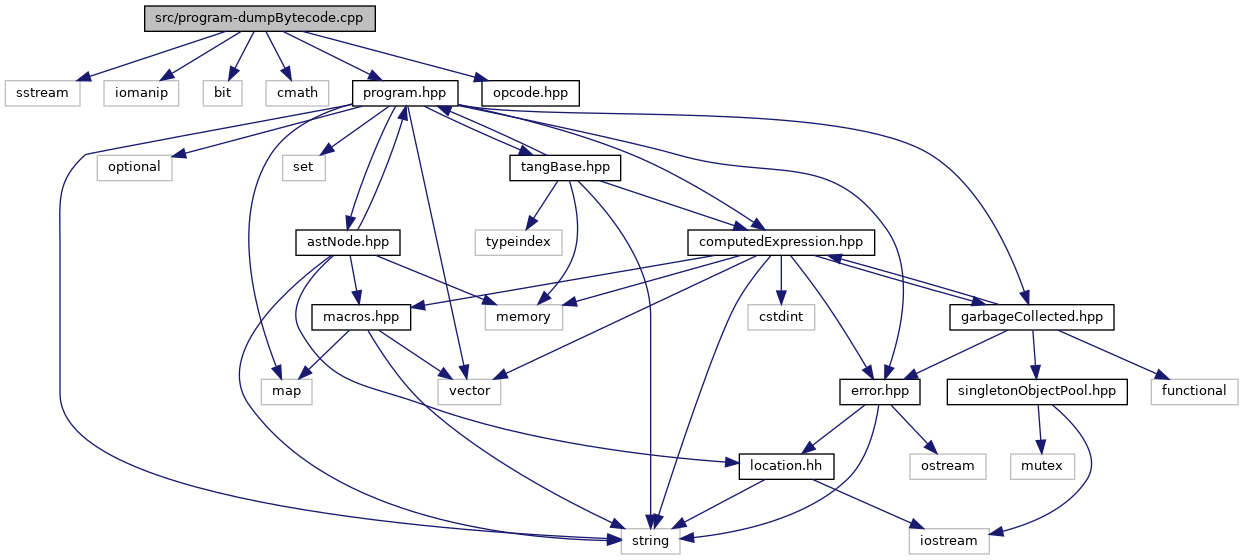 src/program-dumpBytecode.cpp
sstream
iomanip
bit
cmath
program.hpp
opcode.hpp
optional
set
tangBase.hpp
astNode.hpp
typeindex
computedExpression.hpp
macros.hpp
memory
cstdint
garbageCollected.hpp
map
vector
error.hpp
singletonObjectPool.hpp
functional
location.hh
ostream
mutex
string
iostream